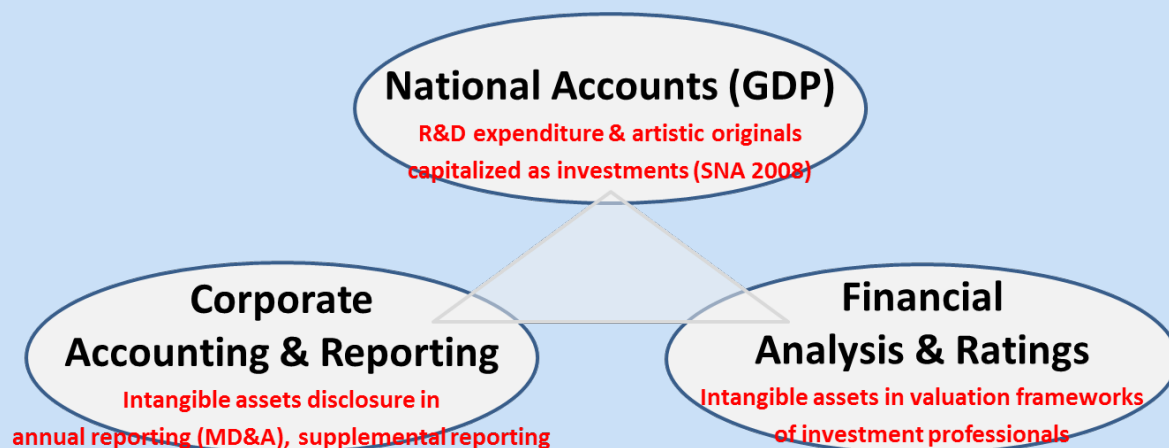 National Accounts (GDP)
R&D expenditure & artistic originals
capitalized as investments (SNA 2008)
Corporate
Accounting & Reporting
Intangible assets disclosure in
annual reporting (MD&A), supplemental reporting
Financial
Analysis & Ratings
Intangible assets in valuation frameworks
of investment professionals